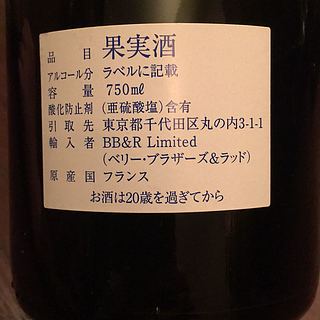 品 目 果実酒
アルコール分 ラベルに記載
容 量 750mℓ
酸化防止剤 (亜硫酸塩)含有
引 取 先 東京都千代田区丸の内3-1-1
輸 入 者 BB&R Limited
(ベリー・ブラザーズ&ラッド)
原 産 国 フランス
お酒は20歳を過ぎてから